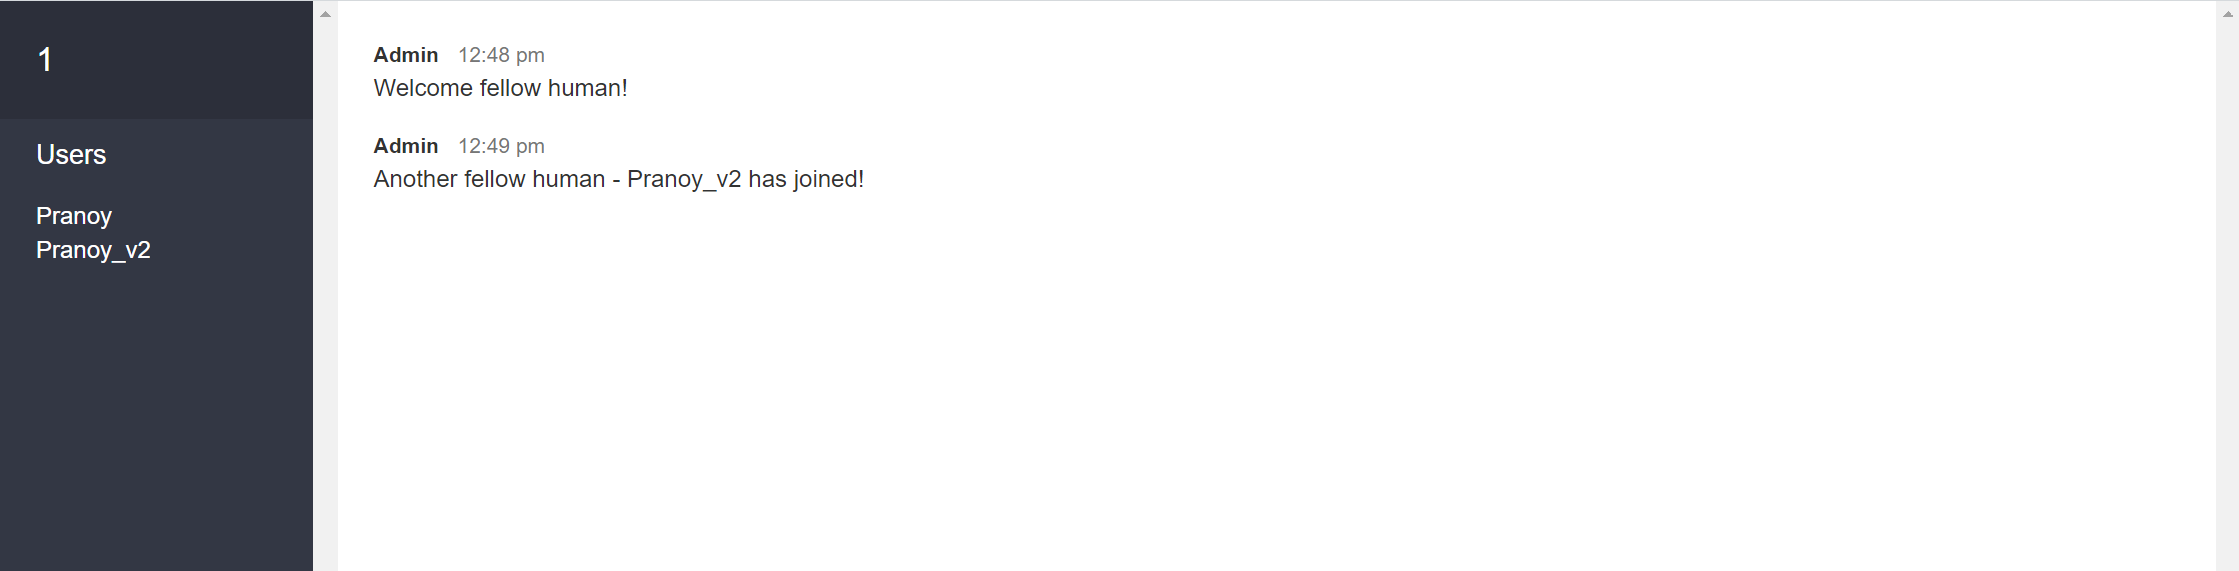 1
Users
Pranoy
Pranoy_v2
Admin 12:48 pm
Welcome fellow human!
Admin 12:49 pm
Another fellow human - Pranoy_v2 has joined!